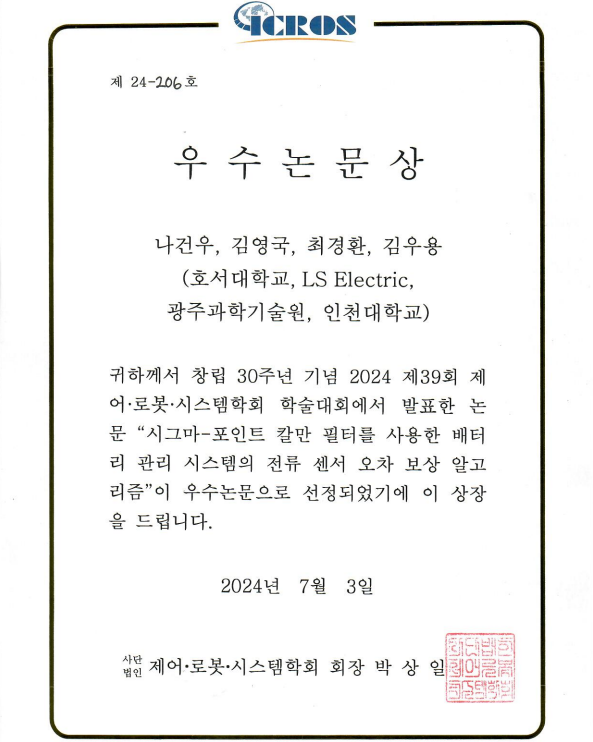 ICROS
제 24-206 호
우 수 논 문 상
나건우, 김영국, 최경환, 김우용
(호서대학교, LS Electric,
광주과학기술원, 인천대학교)
귀하께서 창립 30주년 기념 2024 제39회 제
어·로봇·시스템학회 학술대회에서 발표한 논
문 “시그마-포인트 칼만 필터를 사용한 배터
리 관리 시스템의 전류 센서 오차 보상 알고
리즘”이 우수논문으로 선정되었기에 이 상장
을 드립니다.
2024년 7월 3일
사단
법인 제어·로봇·시스템학회 회장 박 상 일